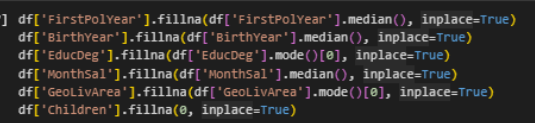 ] df['FirstPolYear'].fillna(df['FirstPolYear'].median(), inplace=True)
df['BirthYear'].fillna(df['BirthYear'].median(), inplace=True)
df['EducDeg'].fillna(df['EducDeg'].mode()[0], inplace=True)
df['MonthSal'].fillna(df['MonthSal'].median(), inplace=True)
df['GeoLivArea'].fillna(df['GeoLivArea'].mode()[0], inplace=True)
df['Children'].fillna(0, inplace=True)